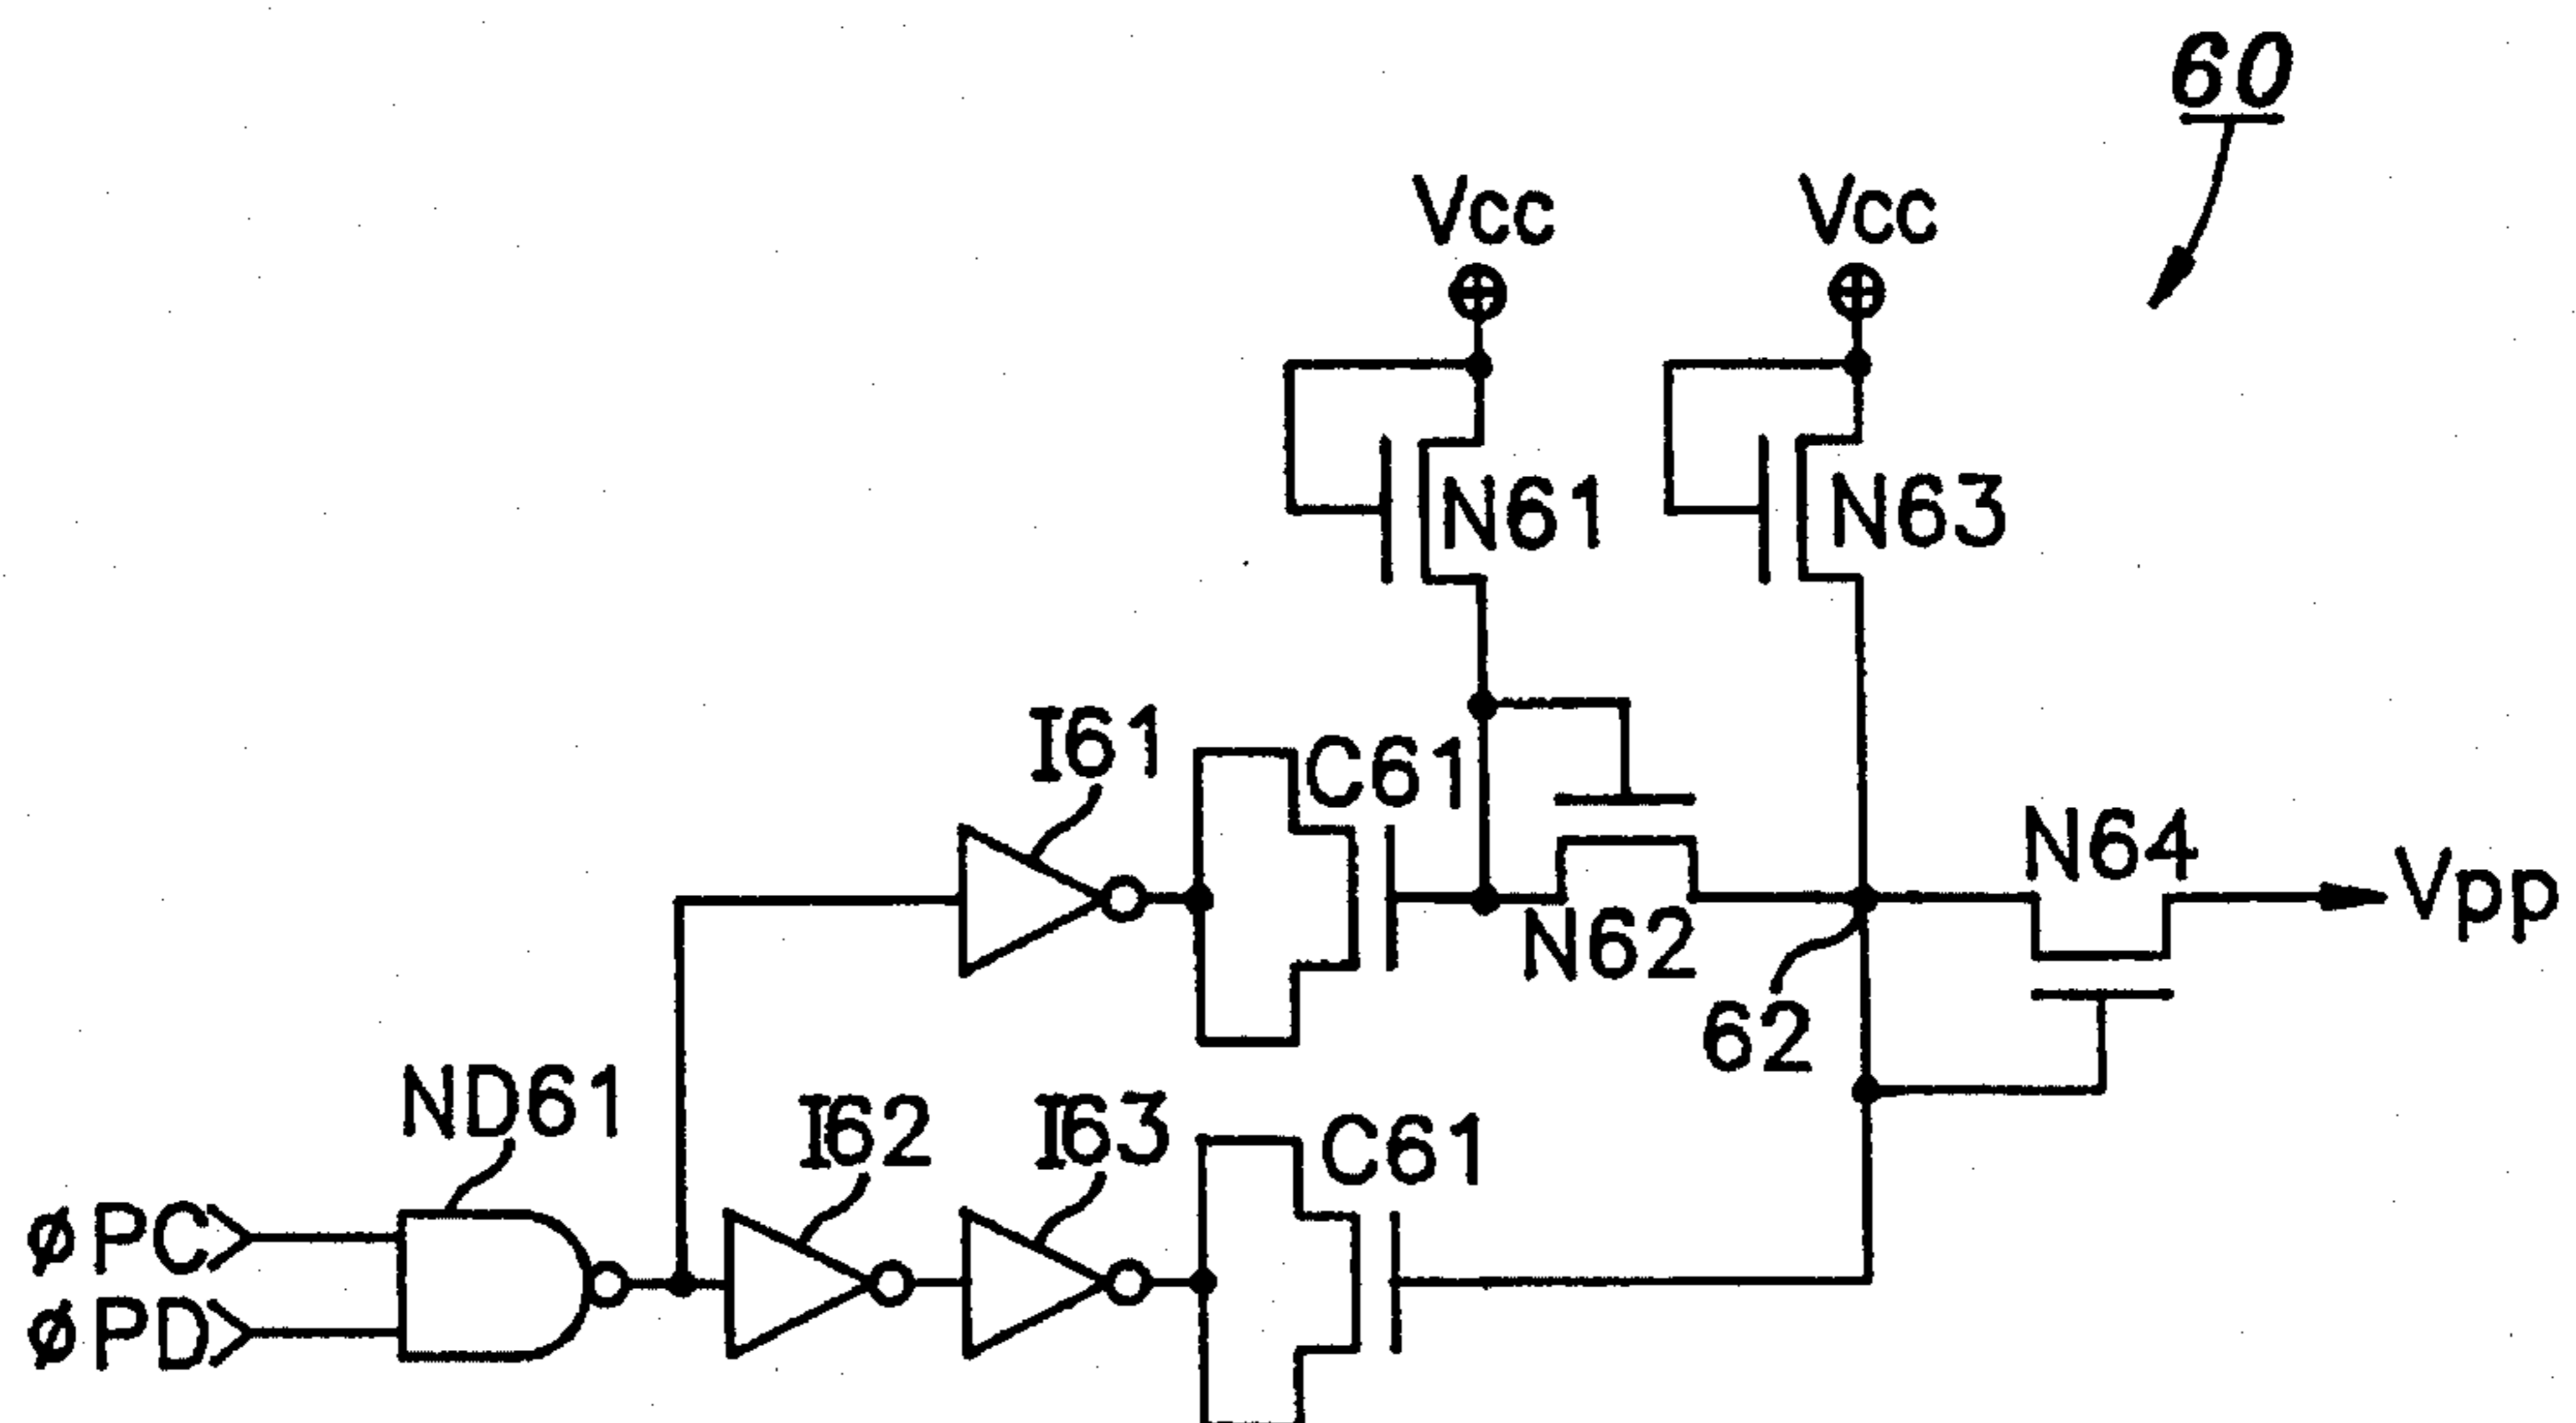 60
Vcc Vcc
N61 N63
I61 C61 N64
Vpp
N62
62
ND61 I62 I63 C61
øPC
øPD